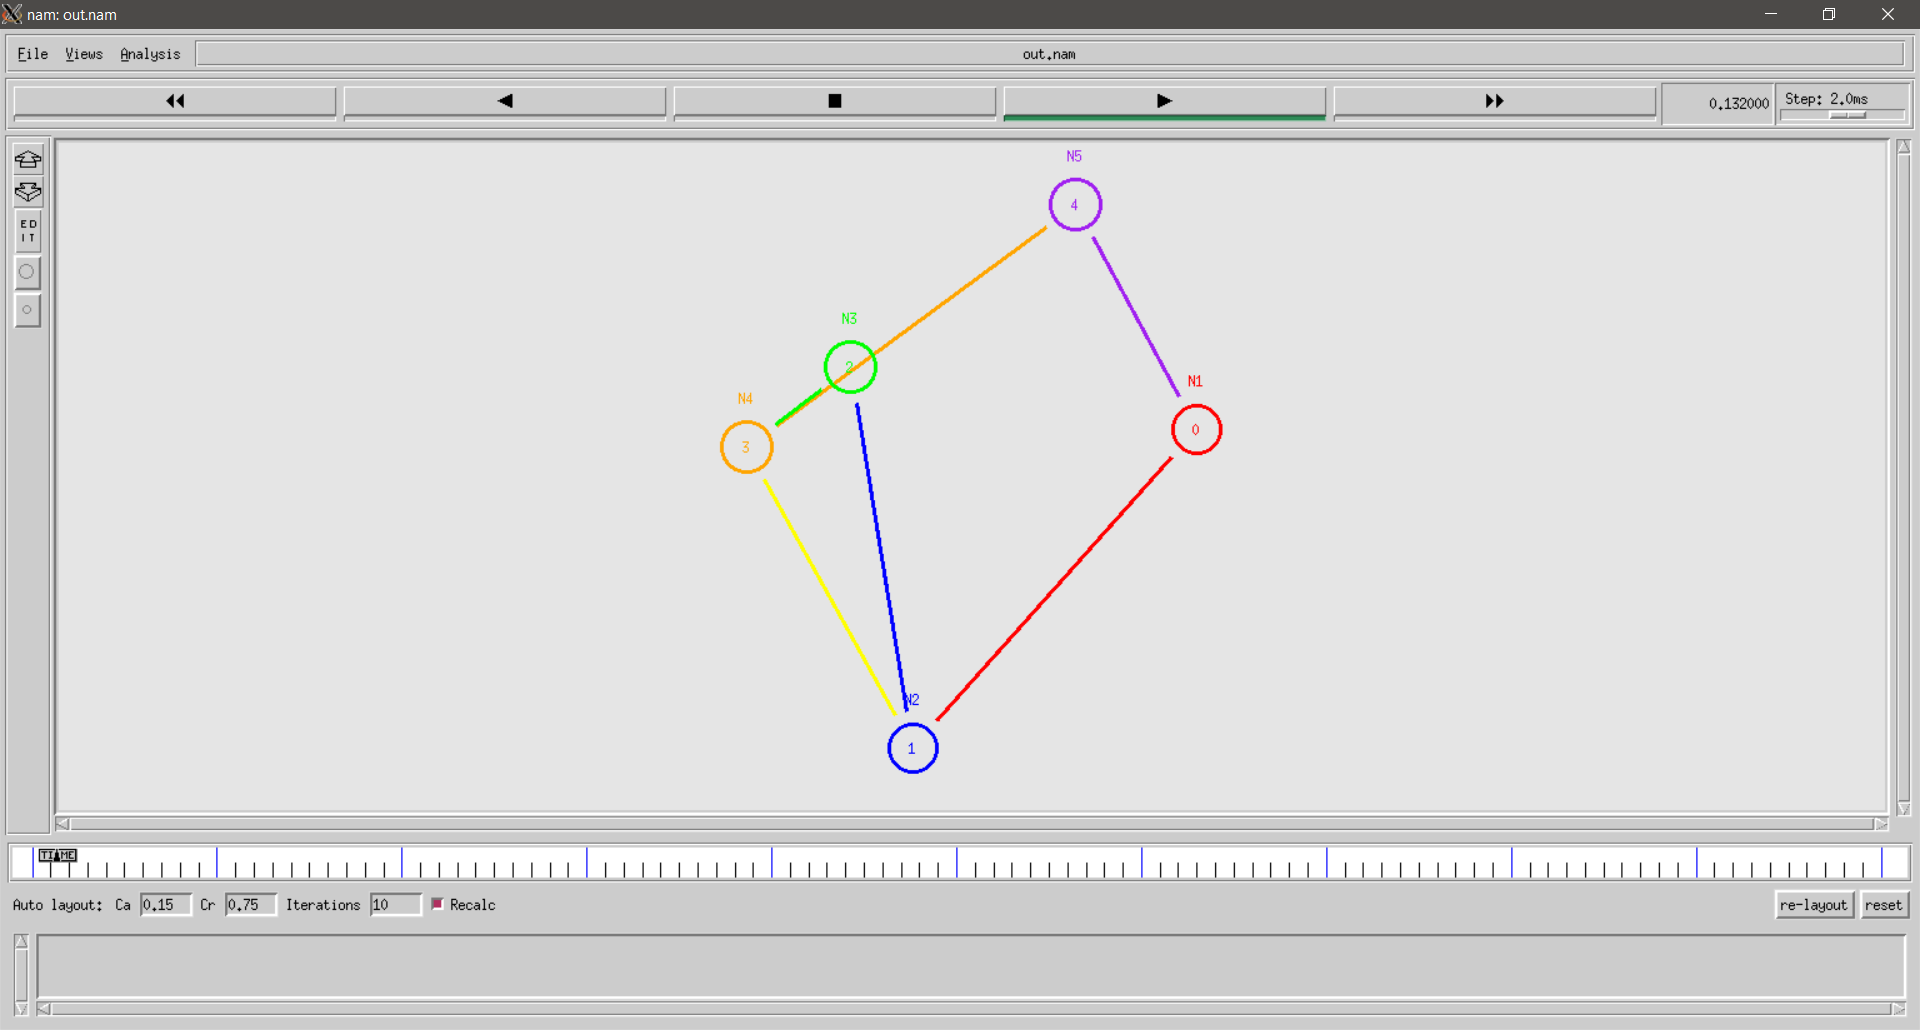 nam: out.nam
File Views Analysis out.nam
0.132000 Step: 2.0ms
N5
4
N3
2
N1
0
N4
3
ED
IT
N2
1
TIME
Auto layout: Ca 0.15 Cr 0.75 Iterations 10 Recalc re-layout reset